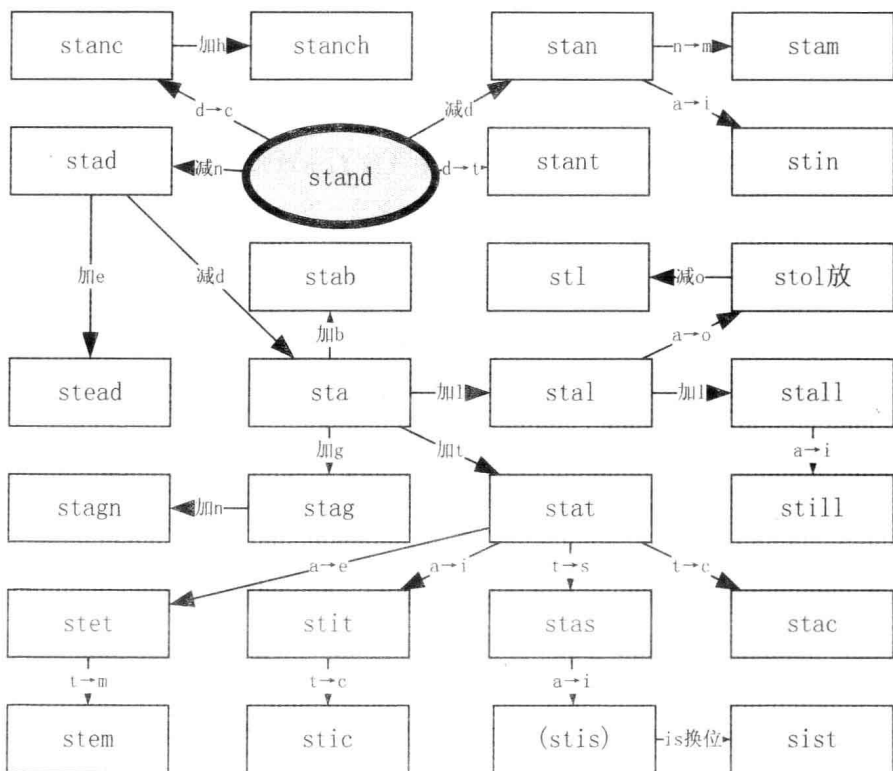 stanc 加h stanch stan n→m stam
d→c 减d a→i
stad 减n stand d→t stant stin
加e 减d stab stl 减o stol放
加b a→o
stead sta 加l stal 加l stall
加g 加t a→i
stagn 加n stag stat still
a→e a→i t→s t→c
stet stit stas stac
t→m t→c a→i
stem stic (stis) is换位 sist